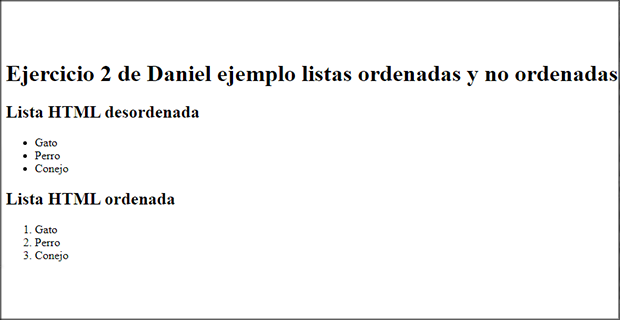 Ejercicio 2 de Daniel ejemplo listas ordenadas y no ordenadas
Lista HTML desordenada
• Gato
• Perro
• Conejo
Lista HTML ordenada
1. Gato
2. Perro
3. Conejo